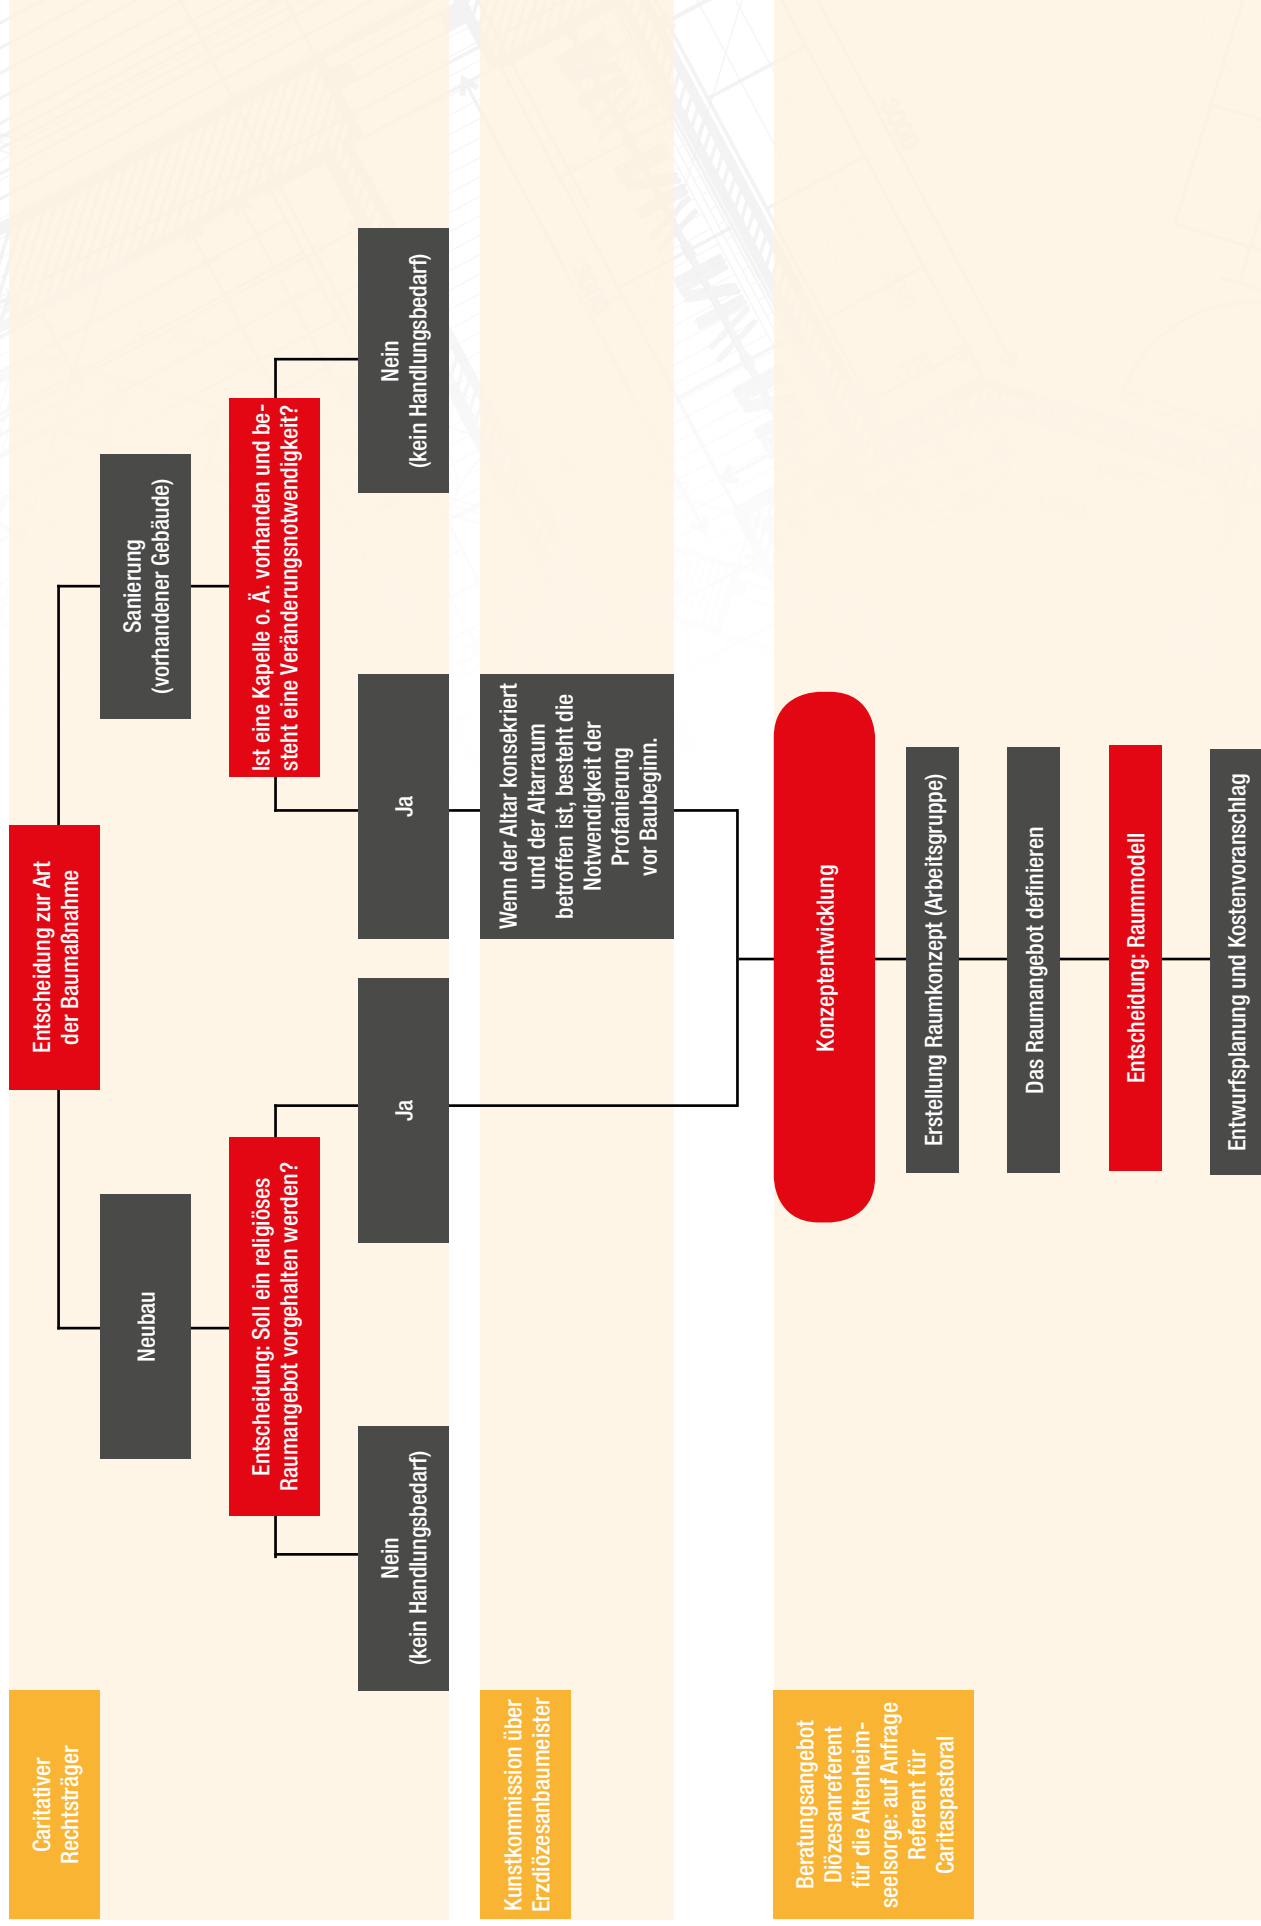 Caritativer
Rechtsträger
Entscheidung zur Art
der Baumaßnahme
Neubau
Sanierung
(vorhandener Gebäude)
Entscheidung: Soll ein religiöses
Raumangebot vorgehalten werden?
Ist eine Kapelle o. Ä. vorhanden und be-
steht eine Veränderungsnotwendigkeit?
Nein
(kein Handlungsbedarf)
Ja
Ja
Nein
(kein Handlungsbedarf)
Kunstkommission über
Erzdiözesanbaumeister
Wenn der Altar konsekriert
und der Altarraum
betroffen ist, besteht die
Notwendigkeit der
Profanierung
vor Baubeginn.
Beratungsangebot
Diözesanreferent
für die Altenheim-
seelsorge: auf Anfrage
Referent für
Caritaspastoral
Konzeptentwicklung
Erstellung Raumkonzept (Arbeitsgruppe)
Das Raumangebot definieren
Entscheidung: Raummodell
Entwurfsplanung und Kostenvoranschlag